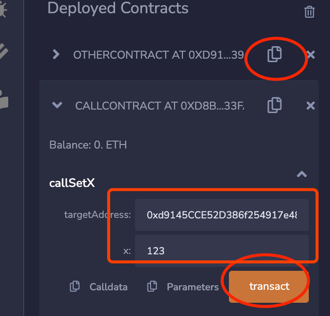 Deployed Contracts
OTHERCONTRACT AT 0XD91...39
CALLCONTRACT AT 0XD8B...33F.
Balance: 0. ETH
callSetX
targetAddress: 0xd9145CCE52D386f254917e48
x: 123
Calldata Parameters transact